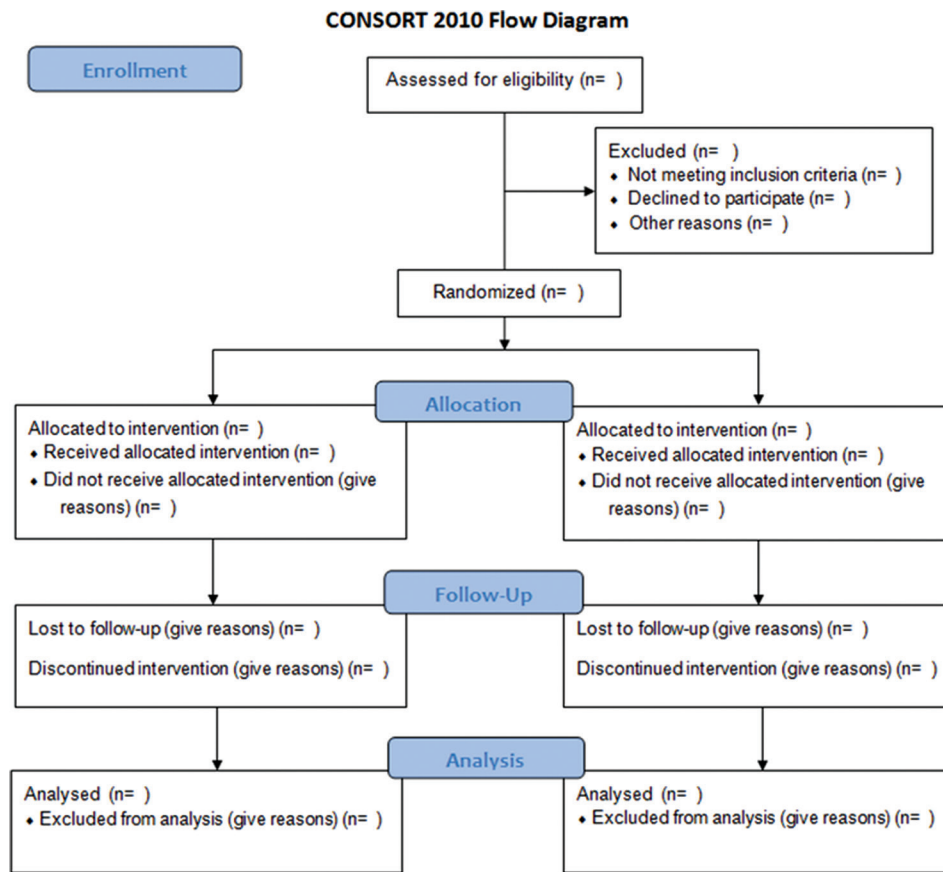 CONSORT 2010 Flow Diagram
Enrollment
Assessed for eligibility (n= )
Excluded (n= )
♦ Not meeting inclusion criteria (n= )
♦ Declined to participate (n= )
♦ Other reasons (n= )
Randomized (n= )
Allocation
Allocated to intervention (n= )
♦ Received allocated intervention (n= )
♦ Did not receive allocated intervention (give
reasons) (n= )
Allocated to intervention (n= )
♦ Received allocated intervention (n= )
♦ Did not receive allocated intervention (give
reasons) (n= )
Follow-Up
Lost to follow-up (give reasons) (n= )
Discontinued intervention (give reasons) (n= )
Lost to follow-up (give reasons) (n= )
Discontinued intervention (give reasons) (n= )
Analysis
Analysed (n= )
♦ Excluded from analysis (give reasons) (n= )
Analysed (n= )
♦ Excluded from analysis (give reasons) (n= )